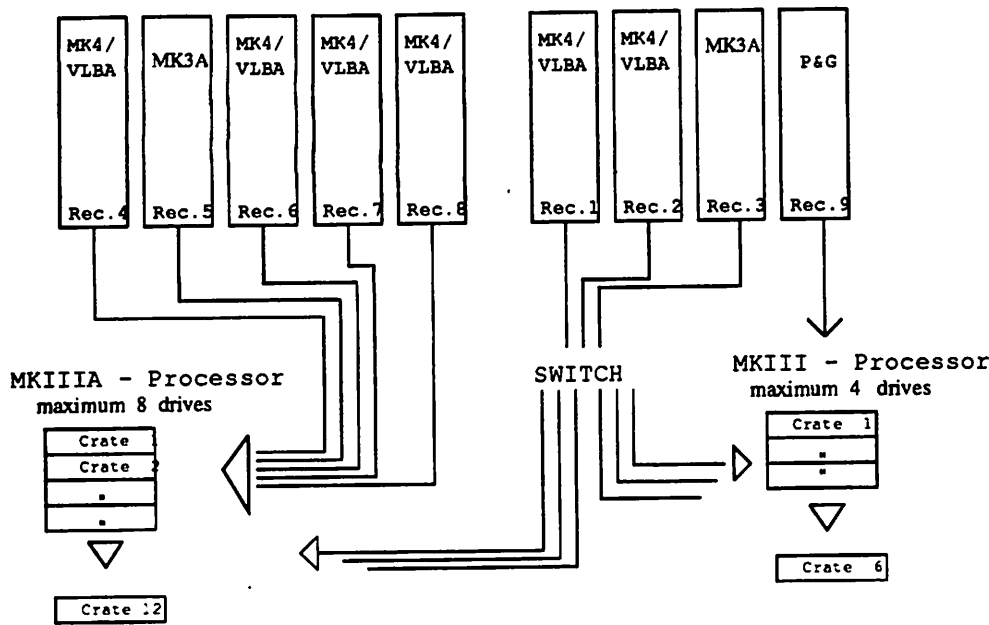 MK4/
VLBA
Rec.4
MK3A
Rec.5
MK4/
VLBA
Rec.6
MK4/
VLBA
Rec.7
MK4/
VLBA
Rec.8
MK4/
VLBA
Rec.1
MK4/
VLBA
Rec.2
MK3A
Rec.3
P&G
Rec.9
SWITCH
MKIIIA - Processor
maximum 8 drives
Crate 1
Crate 2
Crate 12
MKIII - Processor
maximum 4 drives
Crate 1
Crate 6